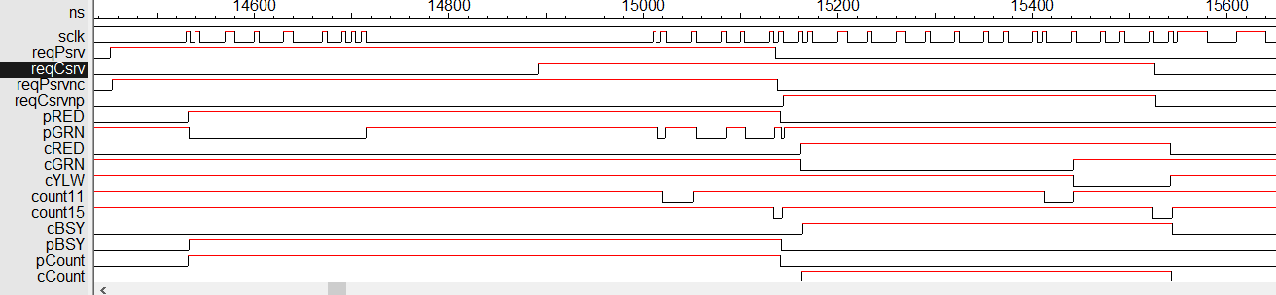 ns 14600 14800 15000 15200 15400 15600
sclk
reqPsrv
reqCsrv
reqPsrvnc
reqCsrvnp
pRED
pGRN
cRED
cGRN
cYLW
count11
count15
cBSY
pBSY
pCount
cCount